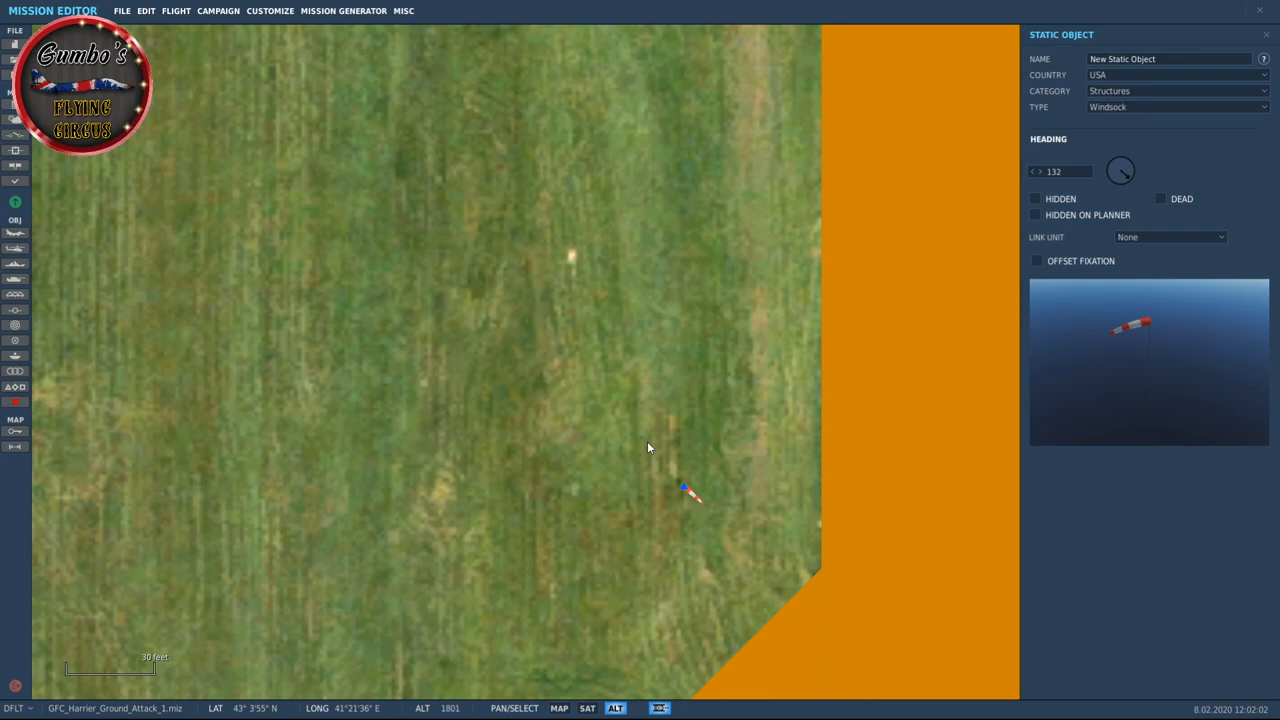 MISSION EDITOR FILE EDIT FLIGHT CAMPAIGN CUSTOMIZE MISSION GENERATOR MISC
FILE
Gumbo's
FLYING
CIRCUS
OBJ
MAP
STATIC OBJECT
NAME New Static Object ?
COUNTRY USA
CATEGORY Structures
TYPE Windsock
HEADING
132
HIDDEN DEAD
HIDDEN ON PLANNER
LINK UNIT None
OFFSET FIXATION
30 feet
DFLT GFC_Harrier_Ground_Attack_1.miz LAT 43° 3'55" N LONG 41°21'36" E ALT 1801 PAN/SELECT MAP SAT ALT 8.02.2020 12:02:02